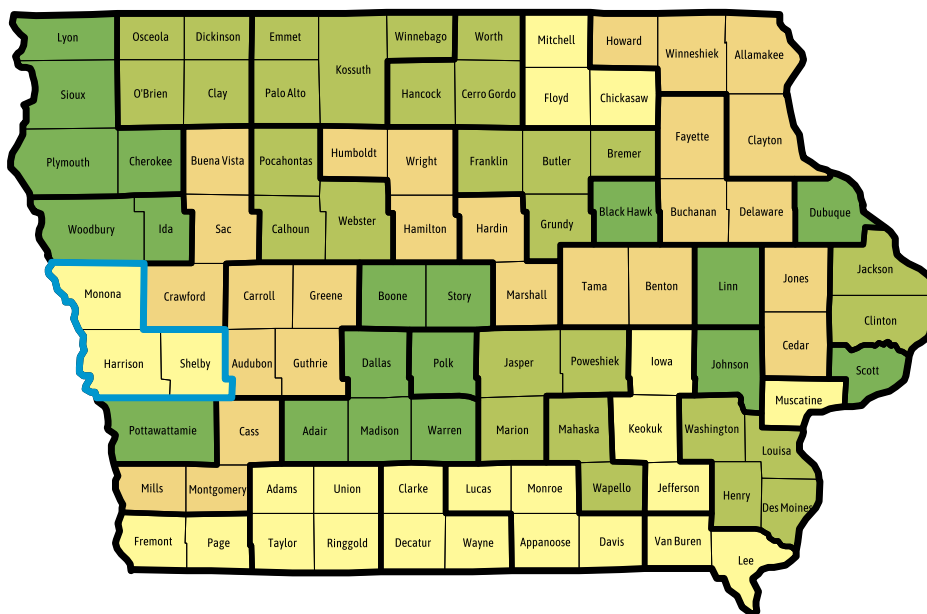 Lyon
Osceola
Dickinson
Emmet
Kossuth
Winnebago
Worth
Mitchell
Howard
Winneshiek
Allamakee
Sioux
O'Brien
Clay
Palo Alto
Hancock
Cerro Gordo
Floyd
Chickasaw
Fayette
Clayton
Plymouth
Cherokee
Buena Vista
Pocahontas
Humboldt
Wright
Franklin
Butler
Bremer
Woodbury
Ida
Sac
Calhoun
Webster
Hamilton
Hardin
Grundy
Black Hawk
Buchanan
Delaware
Dubuque
Monona
Crawford
Carroll
Greene
Boone
Story
Marshall
Tama
Benton
Linn
Jones
Jackson
Clinton
Harrison
Shelby
Audubon
Guthrie
Dallas
Polk
Jasper
Poweshiek
Iowa
Johnson
Cedar
Scott
Muscatine
Pottawattamie
Cass
Adair
Madison
Warren
Marion
Mahaska
Keokuk
Washington
Louisa
Mills
Montgomery
Adams
Union
Clarke
Lucas
Monroe
Wapello
Jefferson
Henry
Des Moines
Fremont
Page
Taylor
Ringgold
Decatur
Wayne
Appanoose
Davis
Van Buren
Lee